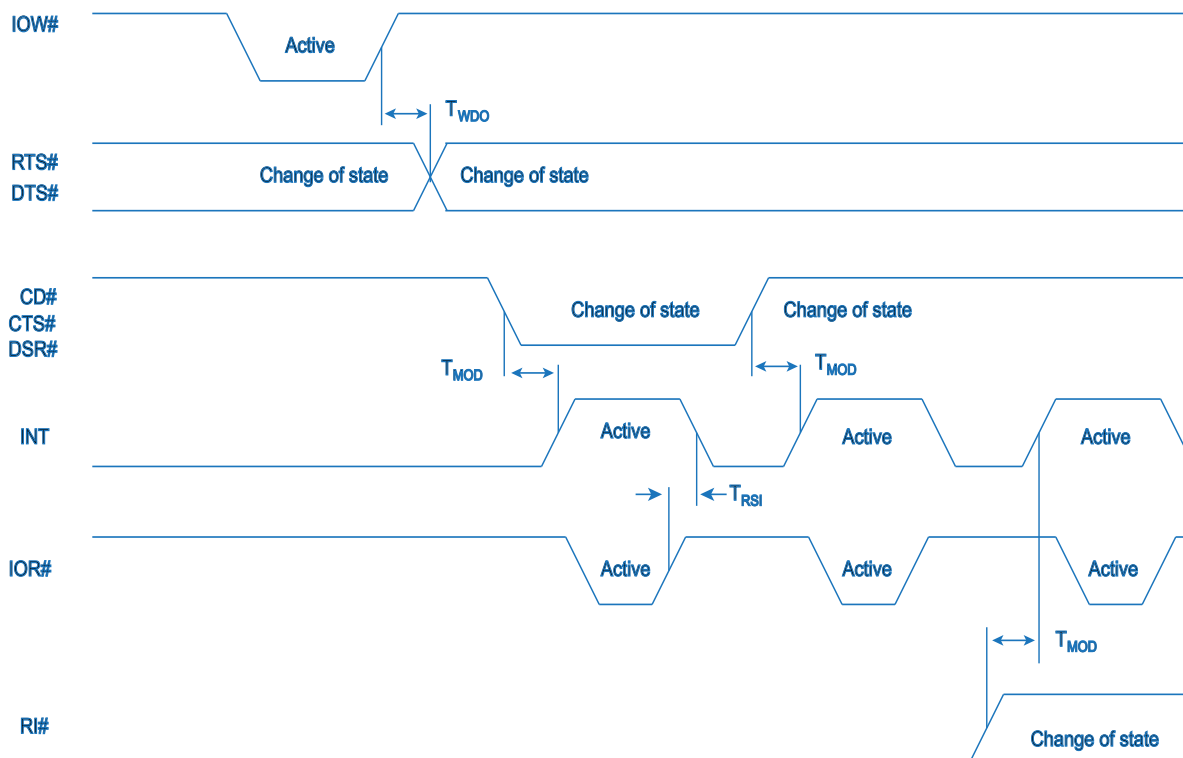 IOW#
Active
TWDO
RTS#
DTS#
Change of state
Change of state
CD#
CTS#
DSR#
Change of state
Change of state
TMOD
TMOD
INT
Active
Active
Active
TRSI
IOR#
Active
Active
Active
TMOD
RI#
Change of state